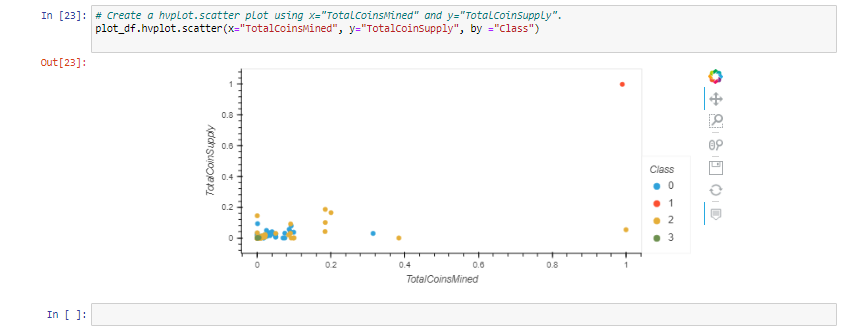 In [23]: # Create a hvplot.scatter plot using x="TotalCoinsMined" and y="TotalCoinSupply".
plot_df.hvplot.scatter(x="TotalCoinsMined", y="TotalCoinSupply", by ="Class")
Out[23]:
TotalCoinSupply
1
0.8
0.6
0.4
0.2
0
0 0.2 0.4 0.6 0.8 1
TotalCoinsMined
Class
0
1
2
3
In [ ]: